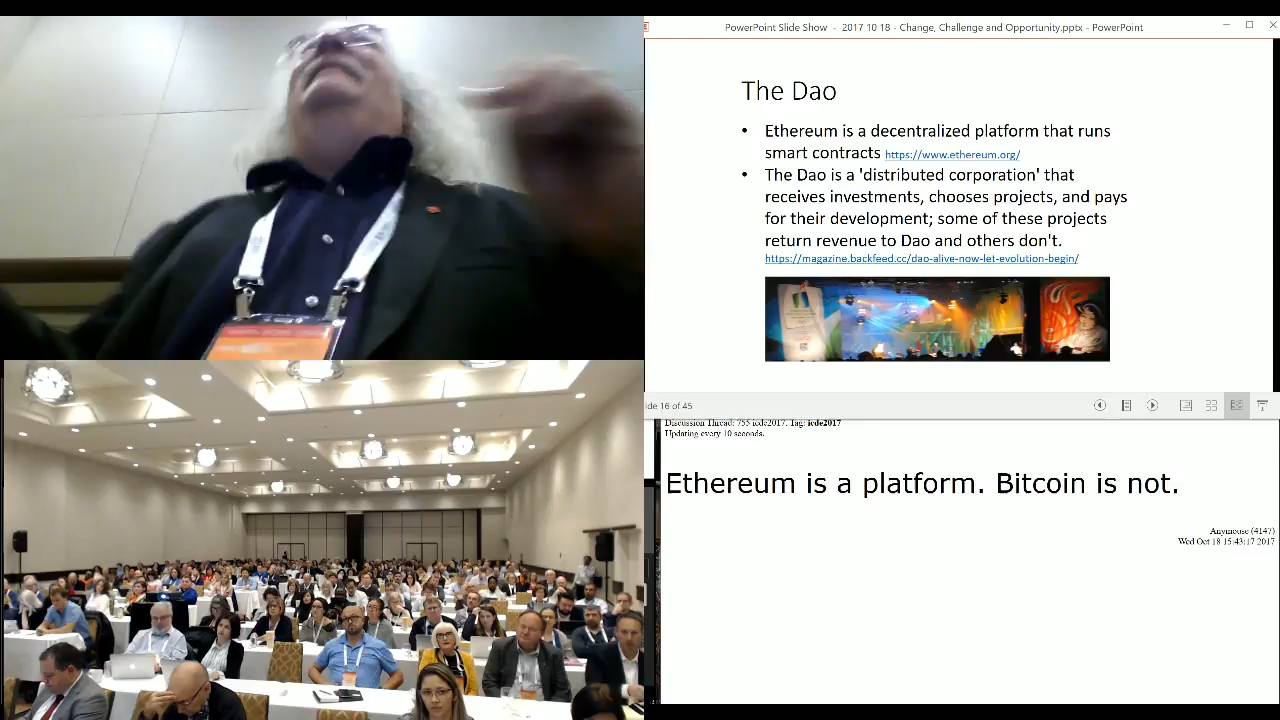 PowerPoint Slide Show - 2017 10 18 - Change, Challenge and Opportunity.pptx - PowerPoint
The Dao
• Ethereum is a decentralized platform that runs
smart contracts https://www.ethereum.org/
• The Dao is a 'distributed corporation' that
receives investments, chooses projects, and pays
for their development; some of these projects
return revenue to Dao and others don't.
https://magazine.backfeed.cc/dao-alive-now-let-evolution-begin/
ide 16 of 45
Discussion Thread: 755 icde2017. Tag: icde2017
Updating every 10 seconds.
Ethereum is a platform. Bitcoin is not.
Anymouse (4147)
Wed Oct 18 15:43:17 2017